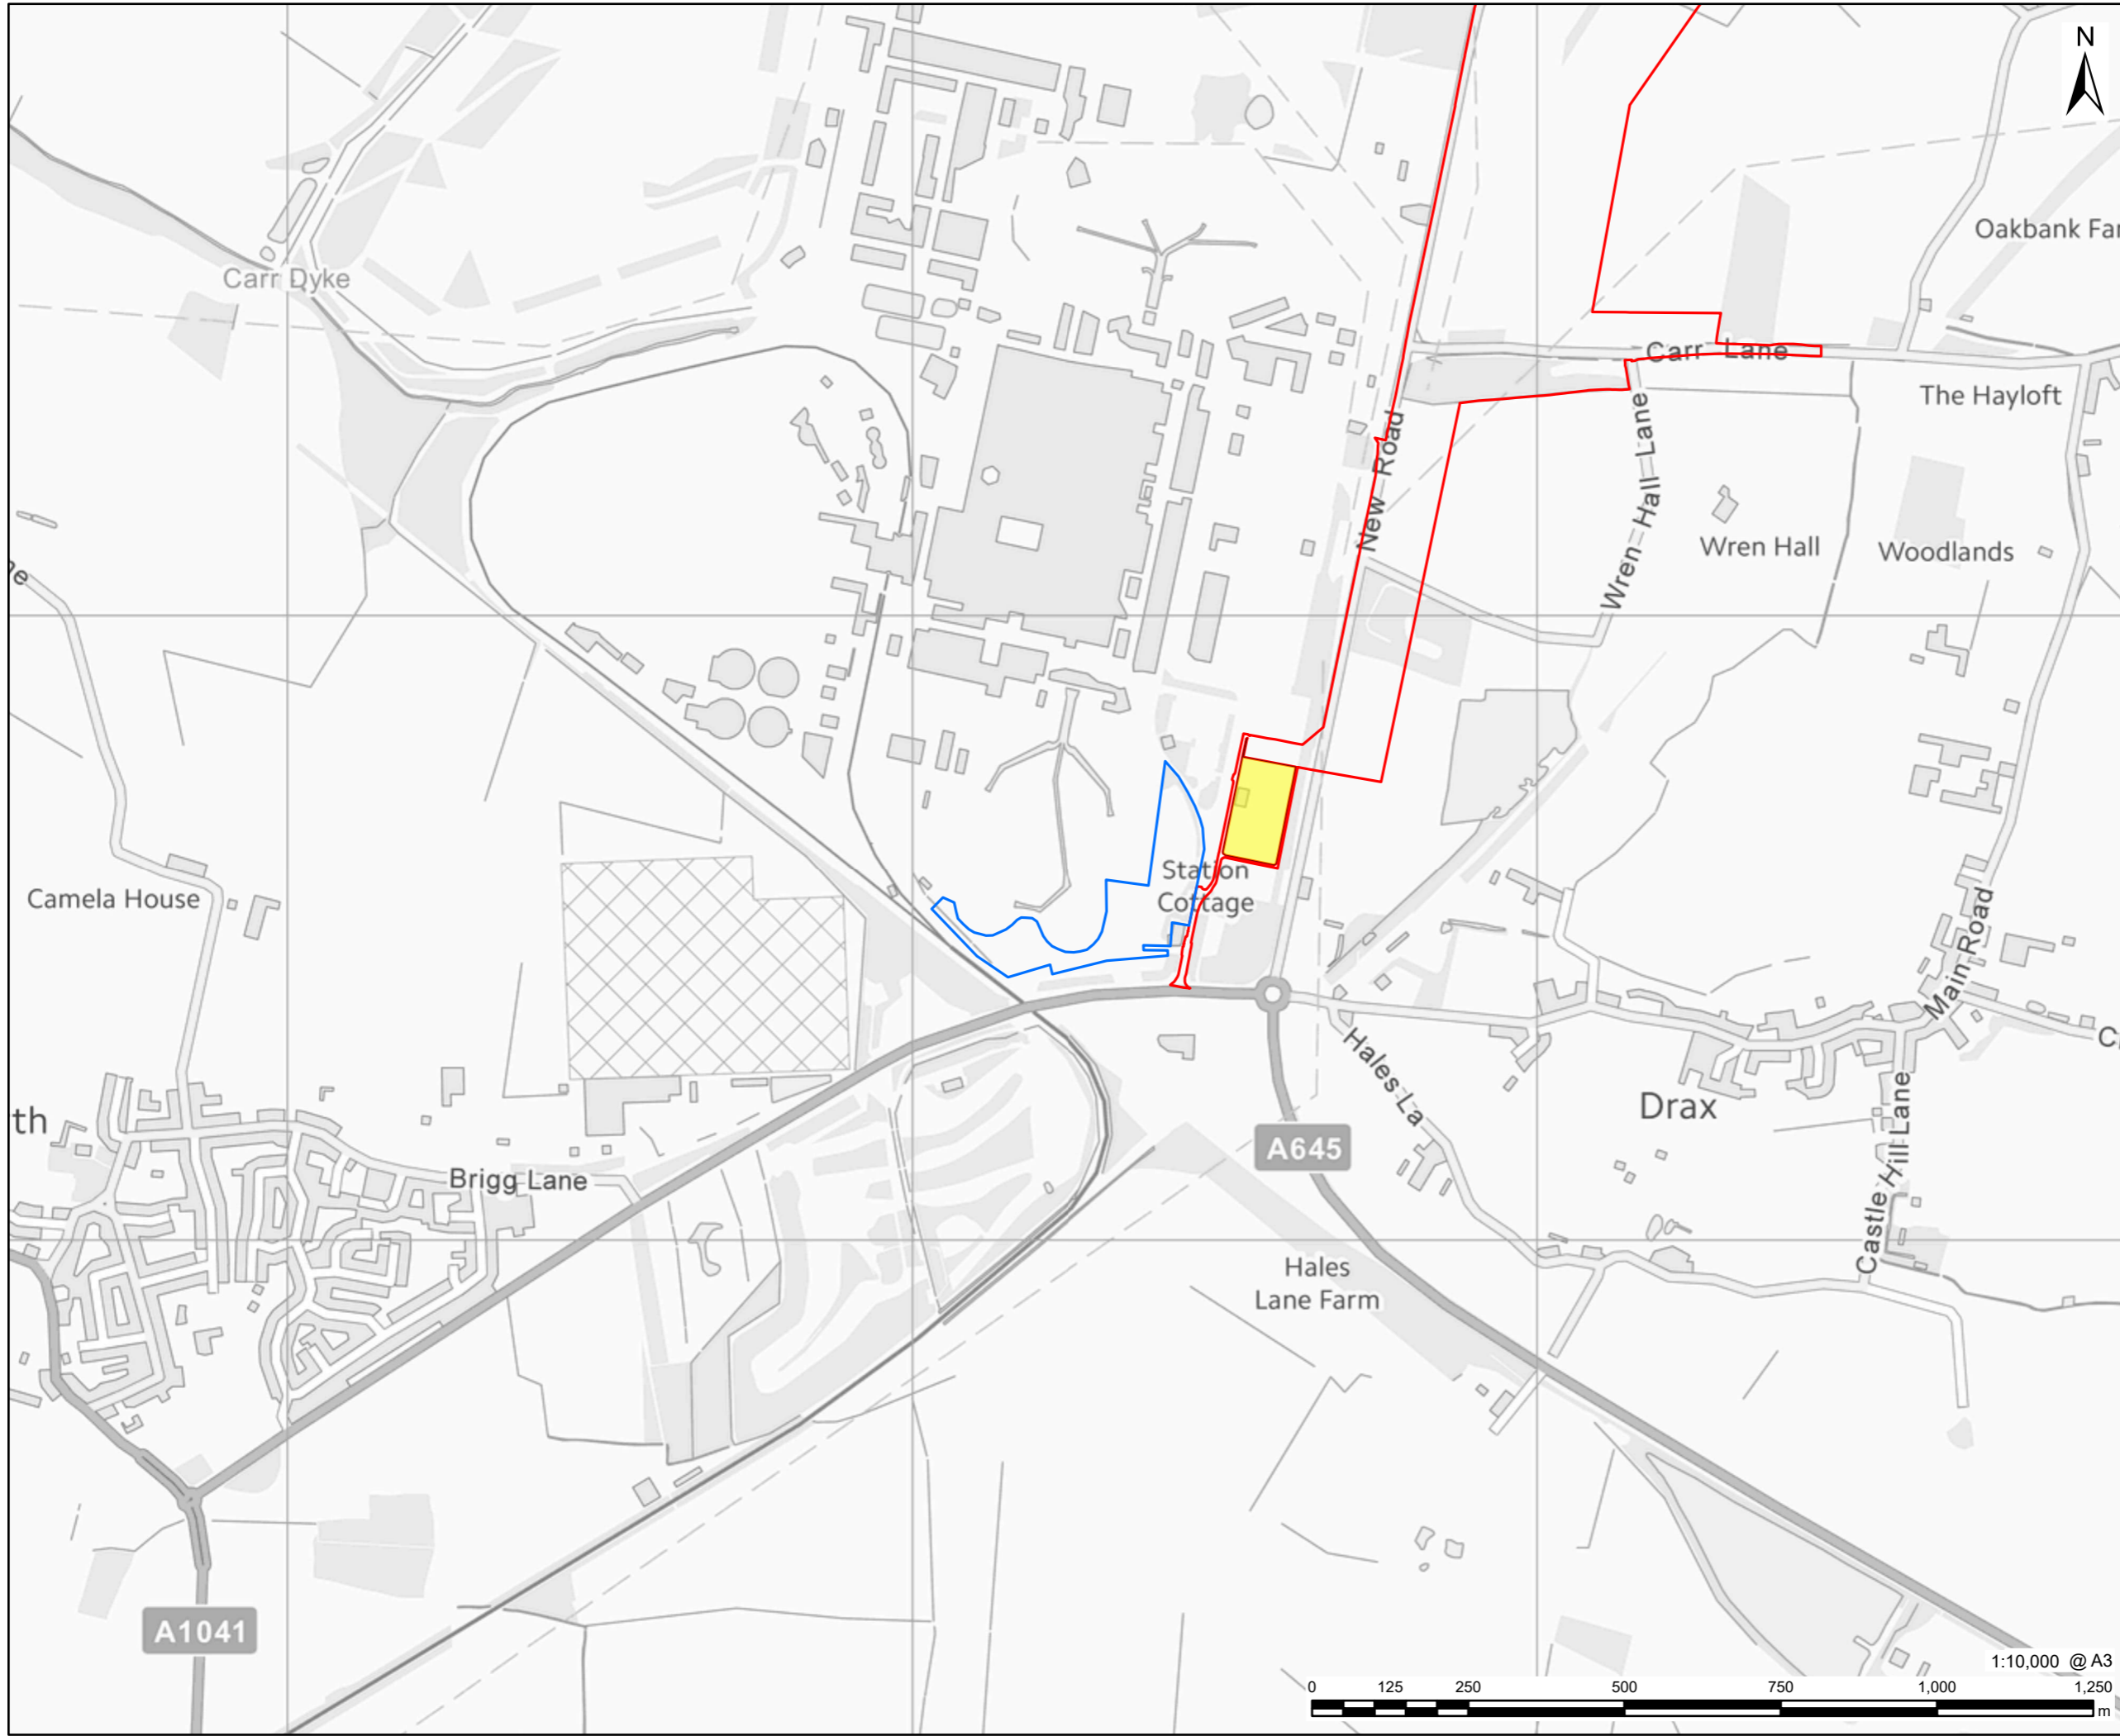 N
Oakbank Far
Carr Dyke
Carr Lane
The Hayloft
New Road
Wren Hall Lane
Wren Hall
Woodlands
ne
Station
Cottage
Camela House
Main Road
Hales La
th
Drax
A645
Brigg Lane
Castle Hill Lane
Hales
Lane Farm
A1041
1:10,000 @ A3
0 125 250 500 750 1,000 1,250
m